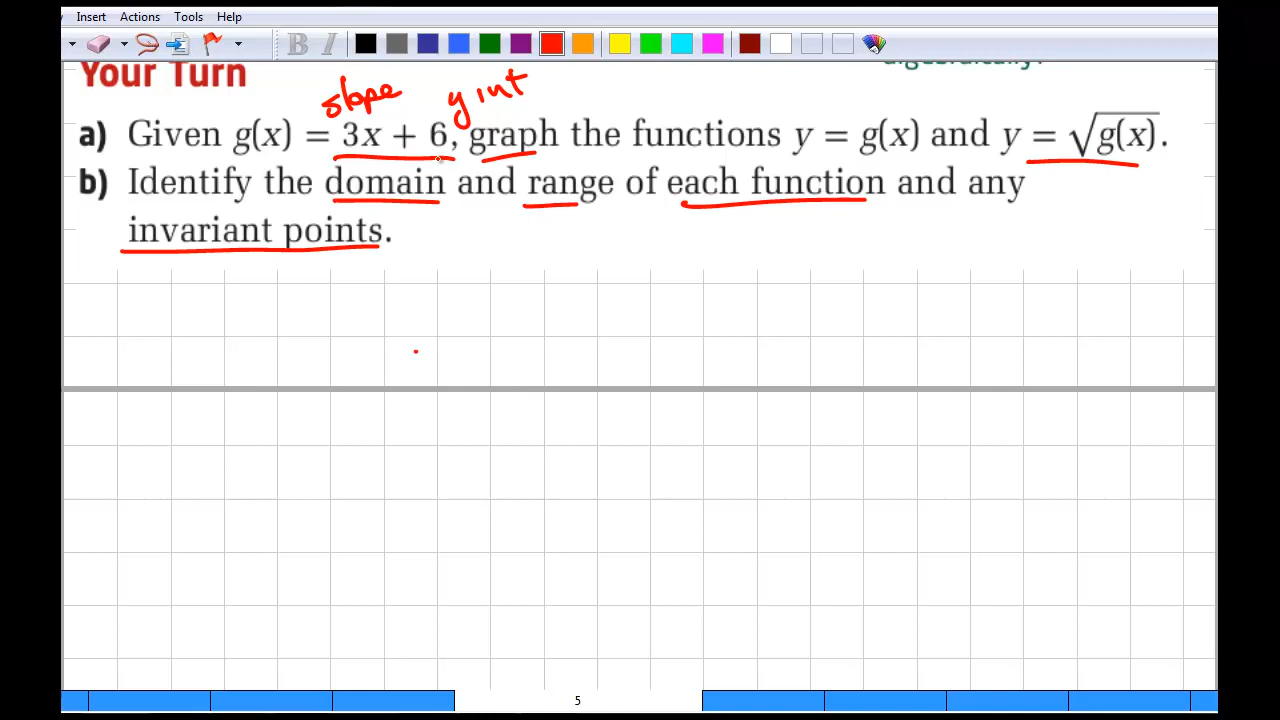 Insert Actions Tools Help
B I
Your Turn
slope y int
a) Given g(x) = 3x + 6, graph the functions y = g(x) and y = √g(x).
b) Identify the domain and range of each function and any
invariant points.
5